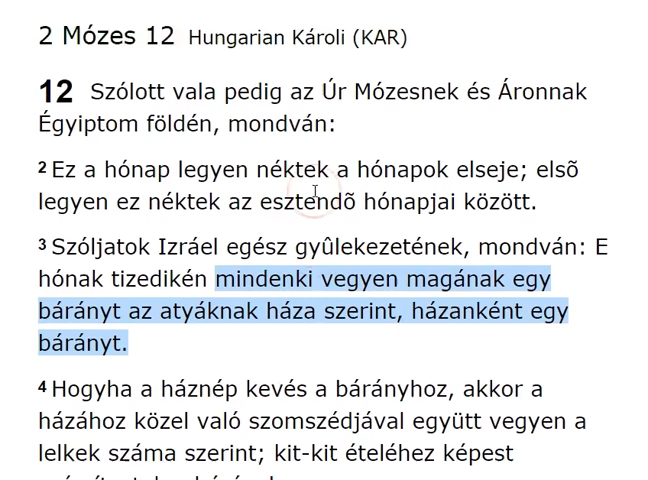 2 Mózes 12 Hungarian Károli (KAR)
12 Szólott vala pedig az Úr Mózesnek és Áronnak
Égyiptom földén, mondván:
2 Ez a hónap legyen néktek a hónapok elseje; elsõ
legyen ez néktek az esztendõ hónapjai között.
3 Szóljatok Izráel egész gyûlekezetének, mondván: E
hónak tizedikén mindenki vegyen magának egy
bárányt az atyáknak háza szerint, házanként egy
bárányt.
4 Hogyha a háznép kevés a bárányhoz, akkor a
házához közel való szomszédjával együtt vegyen a
lelkek száma szerint; kit-kit ételéhez képest